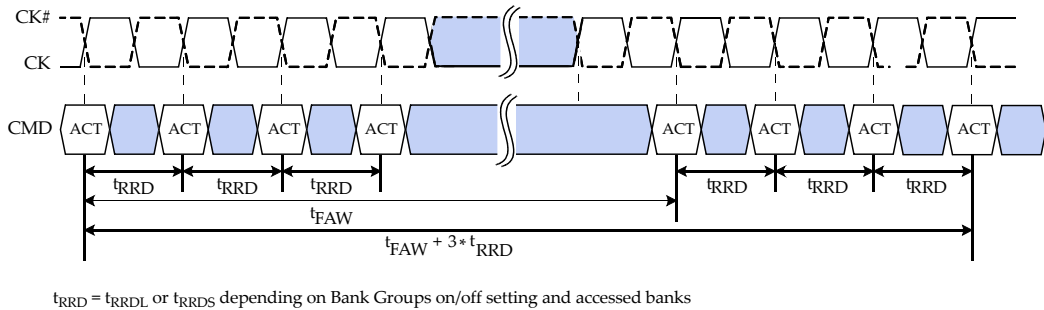 CK#
CK
CMD ACT ACT ACT ACT ACT ACT ACT ACT
tRRD tRRD tRRD tRRD tRRD tRRD
tFAW
tFAW + 3* tRRD
tRRD = tRRDL or tRRDS depending on Bank Groups on/off setting and accessed banks